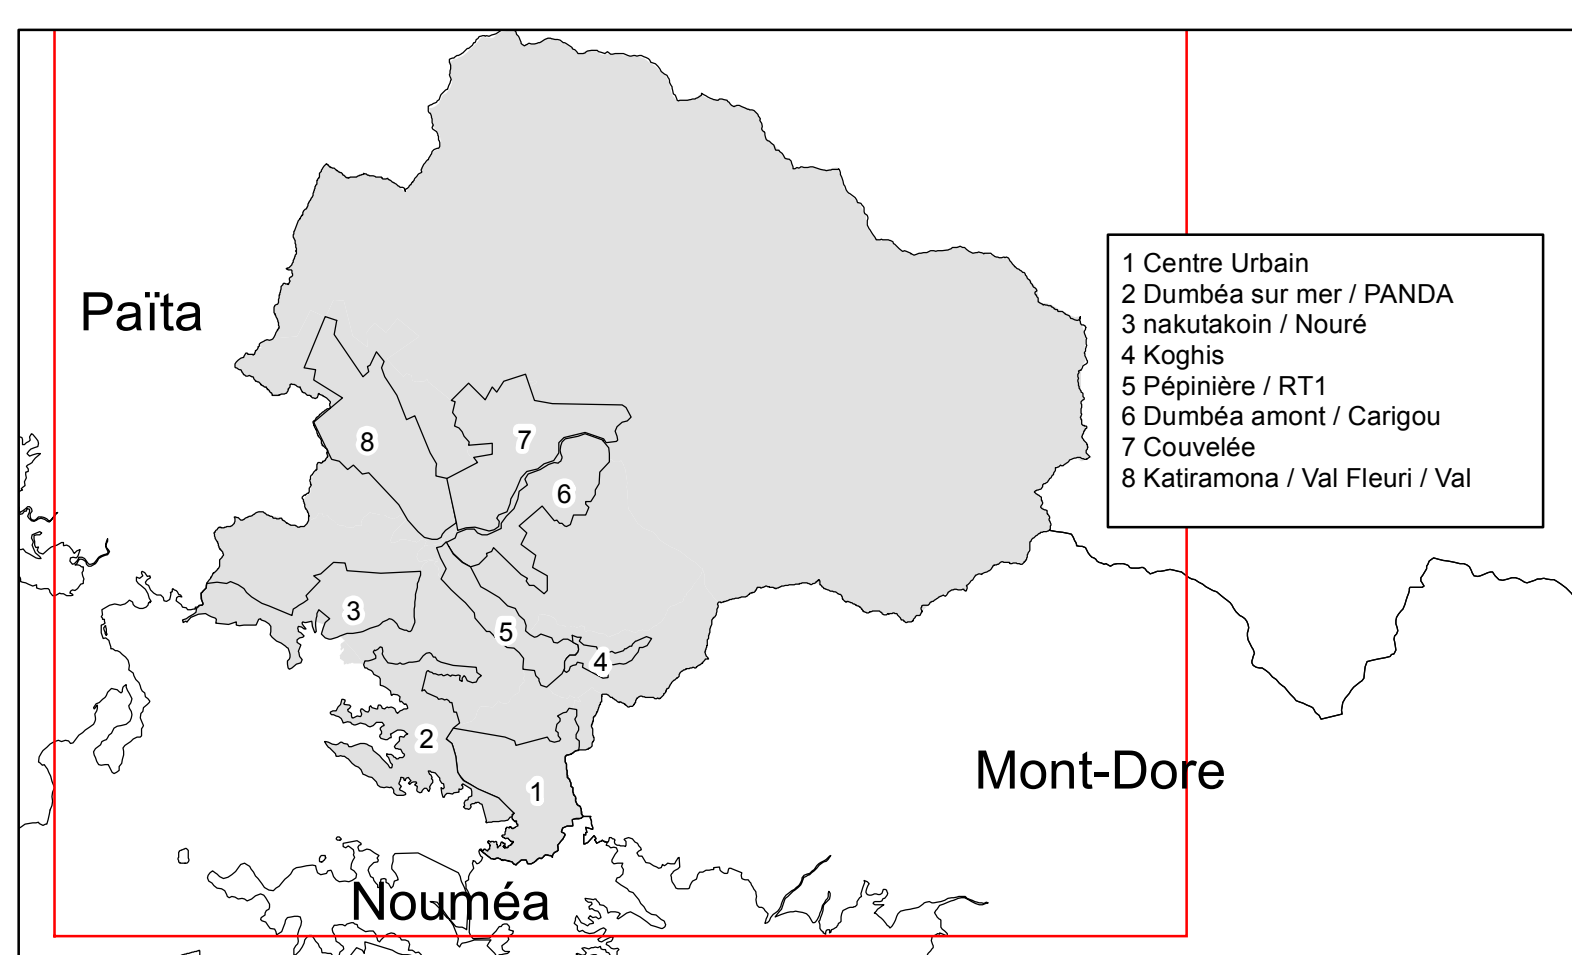 Païta
1 Centre Urbain
2 Dumbéa sur mer / PANDA
3 nakutakoin / Nouré
4 Koghis
5 Pépinière / RT1
6 Dumbéa amont / Carigou
7 Couvelée
8 Katiramona / Val Fleuri / Val
8
7
6
3
5
4
2
1
Mont-Dore
Nouméa